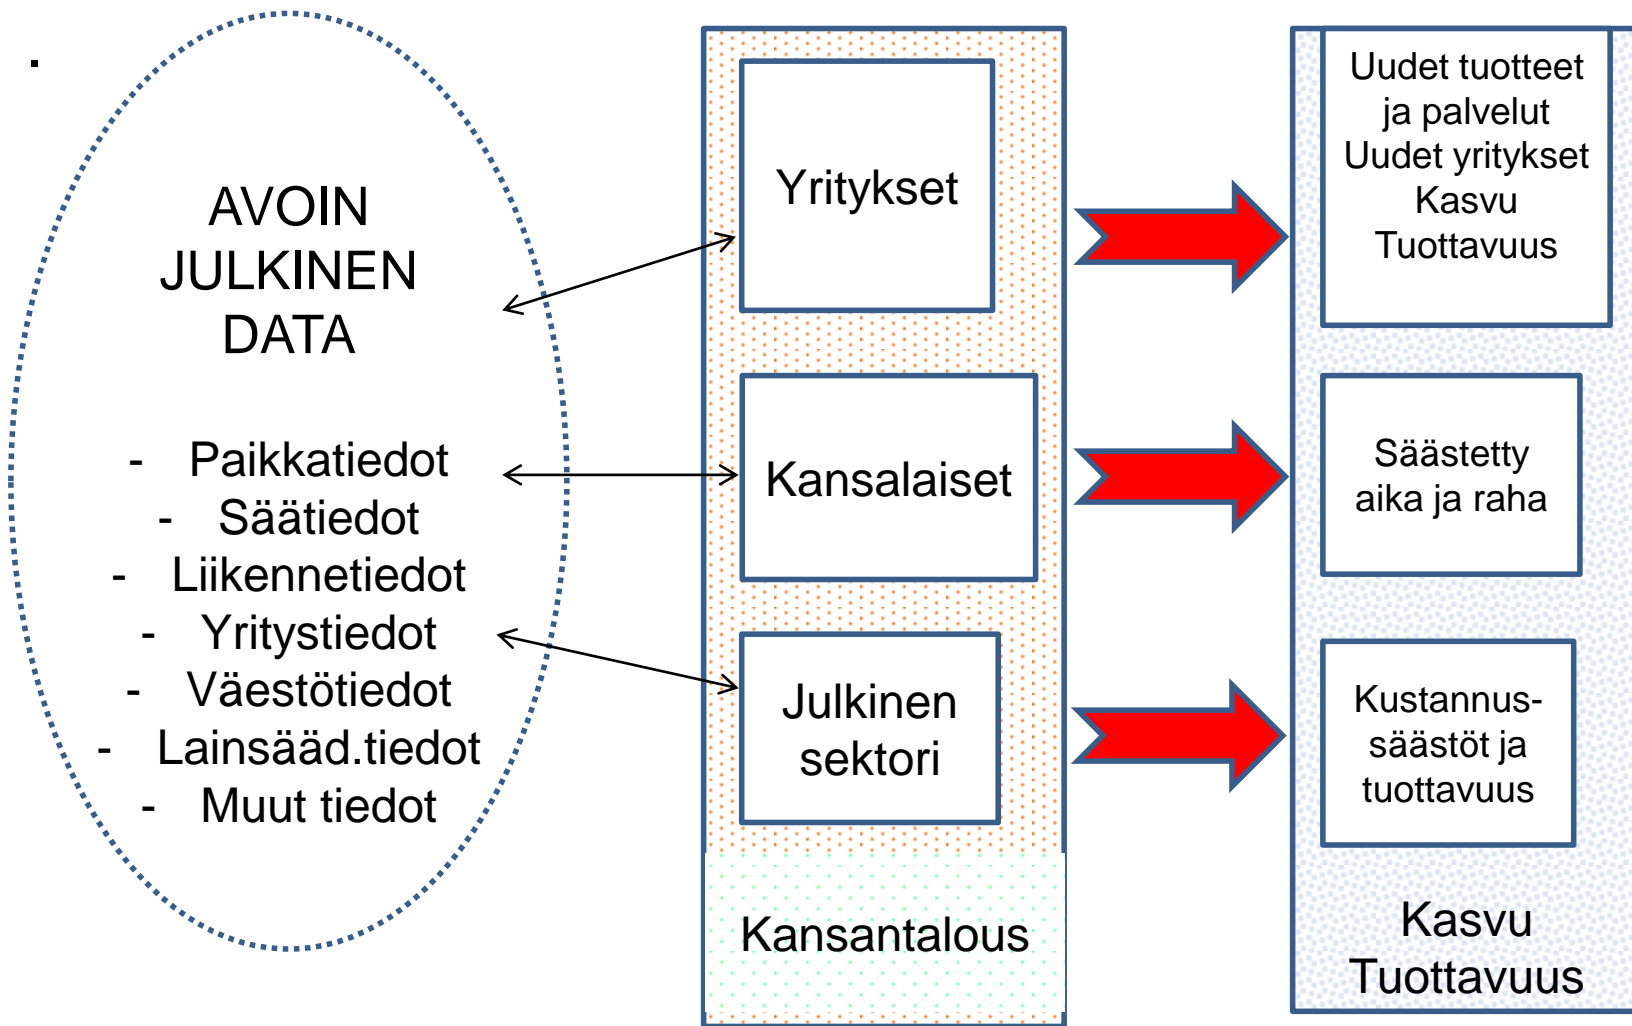 AVOIN
JULKINEN
DATA
- Paikkatiedot
- Säätiedot
- Liikennetiedot
- Yritystiedot
- Väestötiedot
- Lainsääd.tiedot
- Muut tiedot
Yritykset
Kansalaiset
Julkinen
sektori
Kansantalous
Uudet tuotteet
ja palvelut
Uudet yritykset
Kasvu
Tuottavuus
Säästetty
aika ja raha
Kustannus-
säästöt ja
tuottavuus
Kasvu
Tuottavuus